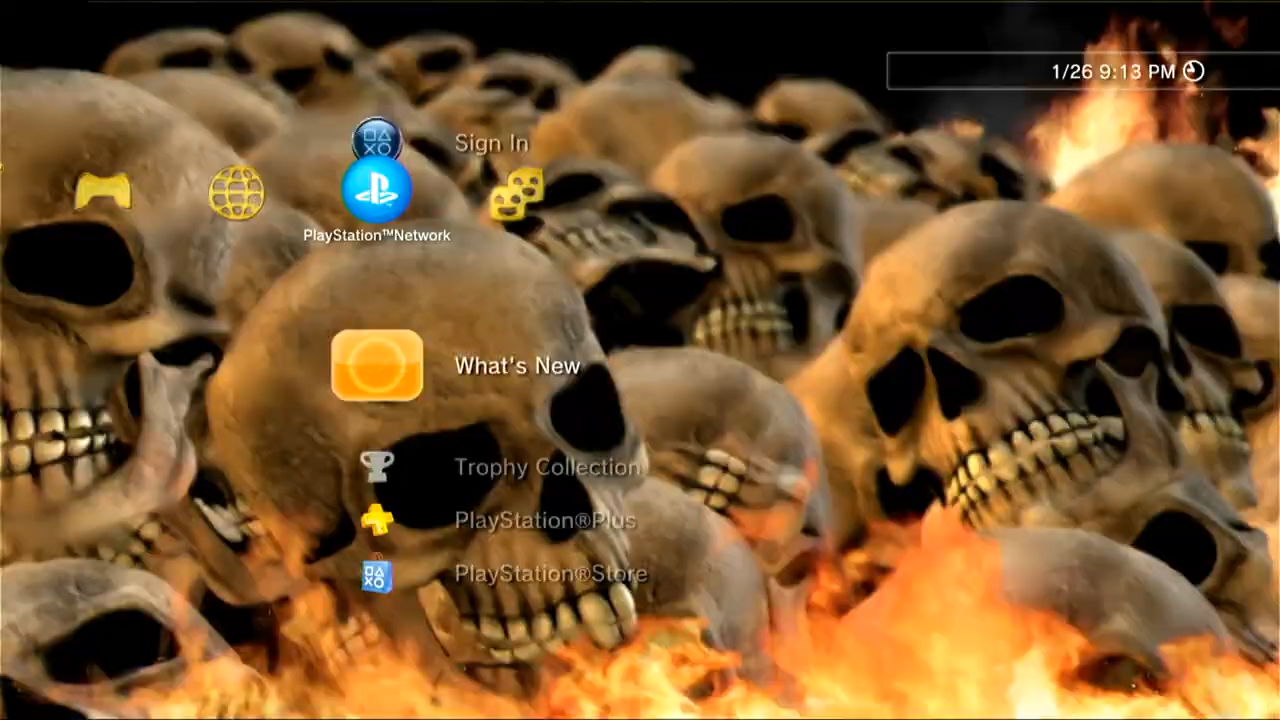 1/26 9:13 PM
Sign In
PlayStation™Network
What's New
Trophy Collection
PlayStation®Plus
PlayStation®Store